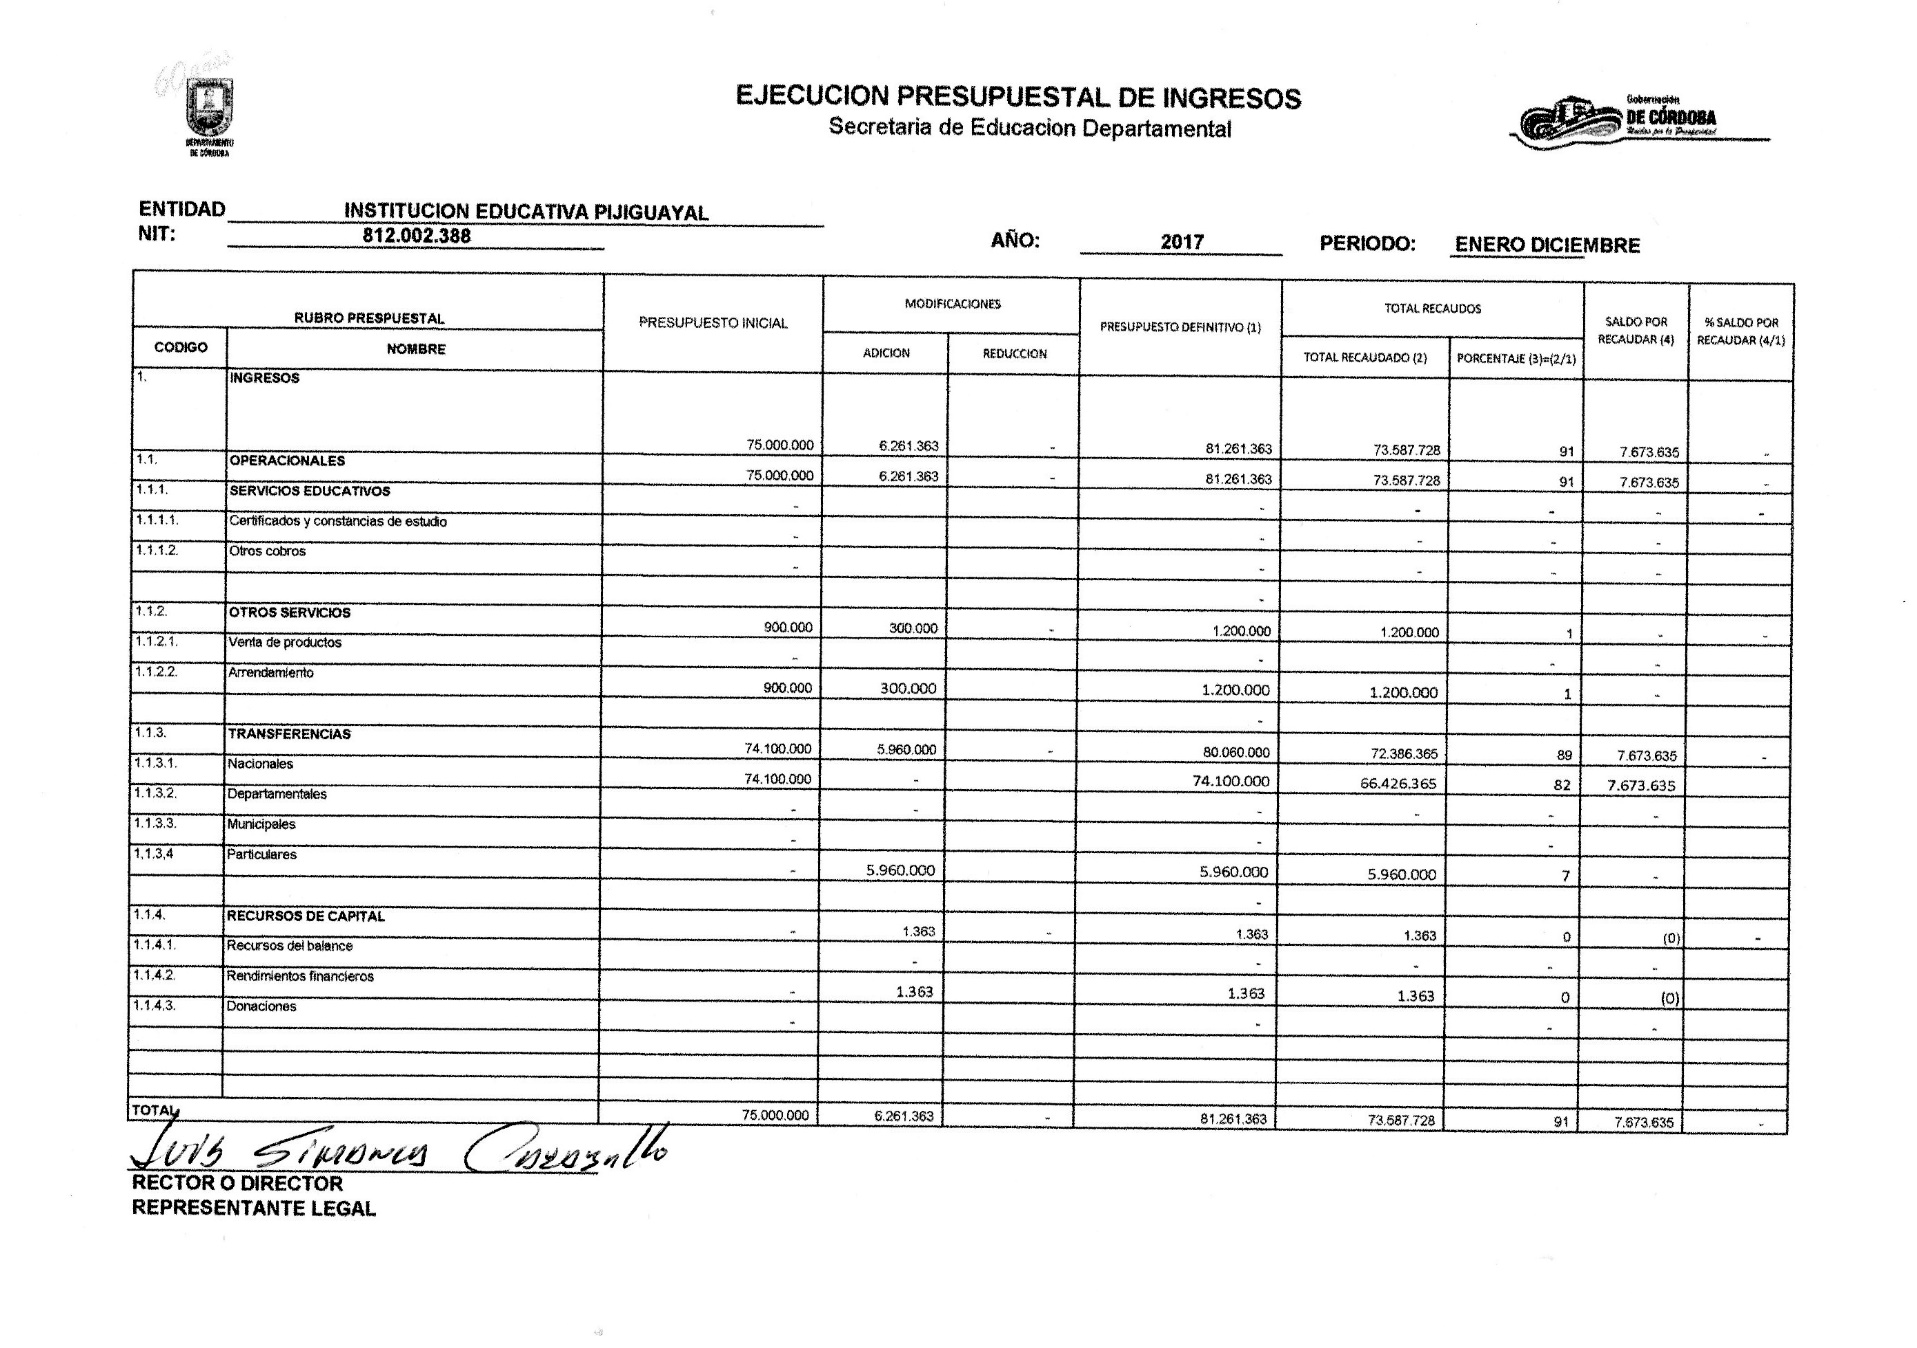 60 años
DEPARTAMENTO
DE CÓRDOBA
EJECUCION PRESUPUESTAL DE INGRESOS
Secretaria de Educacion Departamental
Gobernación
DE CÓRDOBA
ENTIDAD INSTITUCION EDUCATIVA PIJIGUAYAL
NIT: 812.002.388
AÑO: 2017 PERIODO: ENERO DICIEMBRE
RUBRO PRESPUESTAL PRESUPUESTO INICIAL MODIFICACIONES PRESUPUESTO DEFINITIVO (1) TOTAL RECAUDOS SALDO POR RECAUDAR (4) % SALDO POR RECAUDAR (4/1)
CODIGO NOMBRE ADICION REDUCCION TOTAL RECAUDADO (2) PORCENTAJE (3)=(2/1)
1. INGRESOS 75.000.000 6.261.363 - 81.261.363 73.587.728 91 7.673.635 -
1.1. OPERACIONALES 75.000.000 6.261.363 - 81.261.363 73.587.728 91 7.673.635 -
1.1.1. SERVICIOS EDUCATIVOS - - - - - -
1.1.1.1. Certificados y constancias de estudio - - - - -
1.1.1.2. Otros cobros - - - - -
-
1.1.2. OTROS SERVICIOS 900.000 300.000 - 1.200.000 1.200.000 1 - -
1.1.2.1. Venta de productos - - - -
1.1.2.2. Arrendamiento 900.000 300.000 1.200.000 1.200.000 1 -
-
1.1.3. TRANSFERENCIAS 74.100.000 5.960.000 - 80.060.000 72.386.365 89 7.673.635 -
1.1.3.1. Nacionales 74.100.000 - 74.100.000 66.426.365 82 7.673.635
1.1.3.2. Departamentales - - - - - -
1.1.3.3. Municipales - - -
1,1.3,4 Particulares - 5.960.000 5.960.000 5.960.000 7 -
-
1.1.4. RECURSOS DE CAPITAL - 1.363 - 1.363 1.363 0 (0) -
1.1.4.1. Recursos del balance - - - - -
1.1.4.2. Rendimientos financieros - 1.363 1.363 1.363 0 (0)
1.1.4.3. Donaciones - - - -
TOTAL 75.000.000 6.261.363 - 81.261.363 73.587.728 91 7.673.635 -
Luis Simanca
RECTOR O DIRECTOR
REPRESENTANTE LEGAL